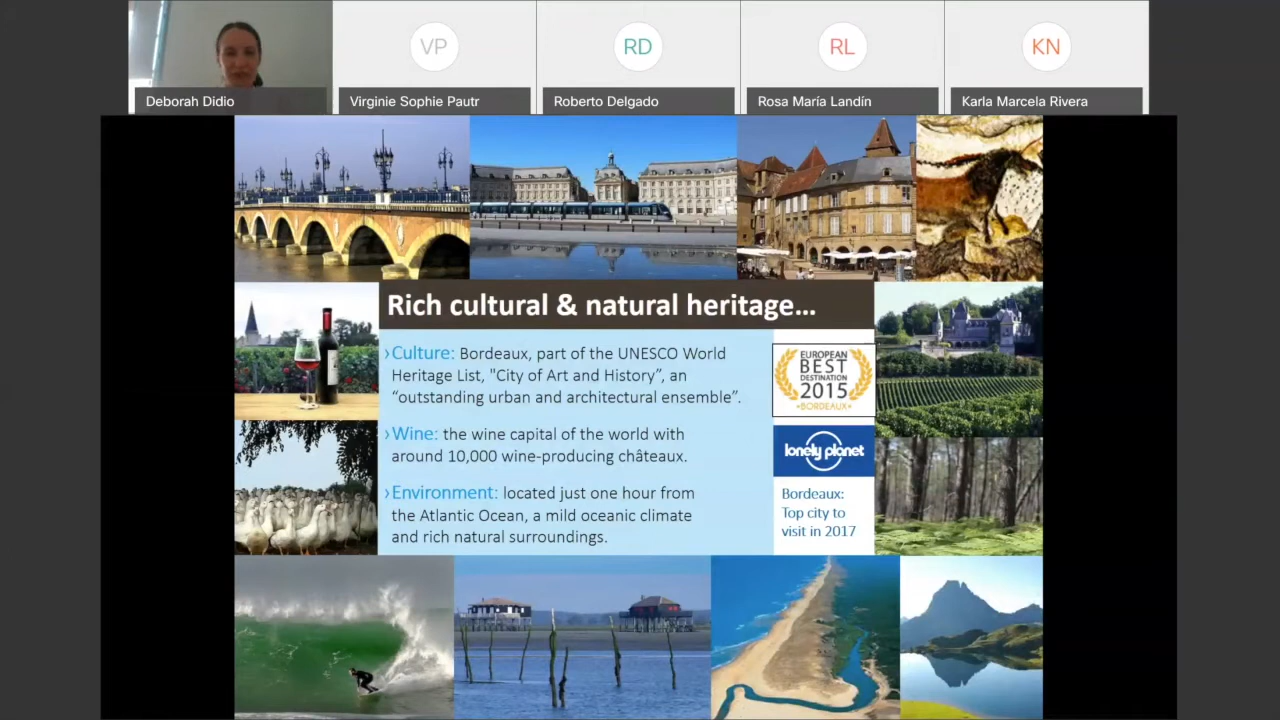 VP
RD
RL
KN
Deborah Didio
Virginie Sophie Pautr
Roberto Delgado
Rosa María Landín
Karla Marcela Rivera
Rich cultural & natural heritage...
›Culture: Bordeaux, part of the UNESCO World
Heritage List, "City of Art and History”, an
“outstanding urban and architectural ensemble”.
›Wine: the wine capital of the world with
around 10,000 wine-producing châteaux.
›Environment: located just one hour from
the Atlantic Ocean, a mild oceanic climate
and rich natural surroundings.
EUROPEAN
BEST
DESTINATION
2015
•BORDEAUX•
lonely planet
Bordeaux:
Top city to
visit in 2017